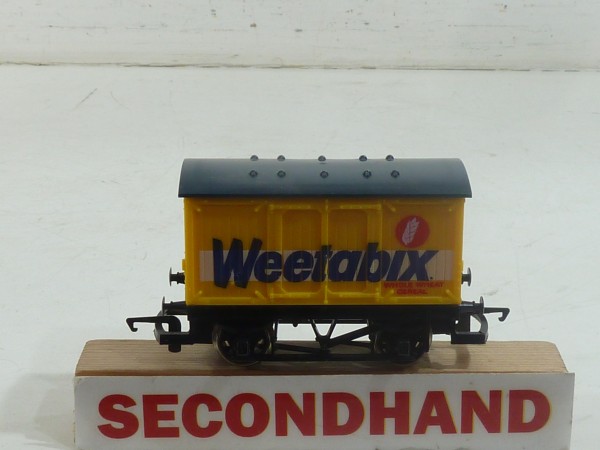 Weetabix
WHOLE WHEAT
CEREAL
SECONDHAND